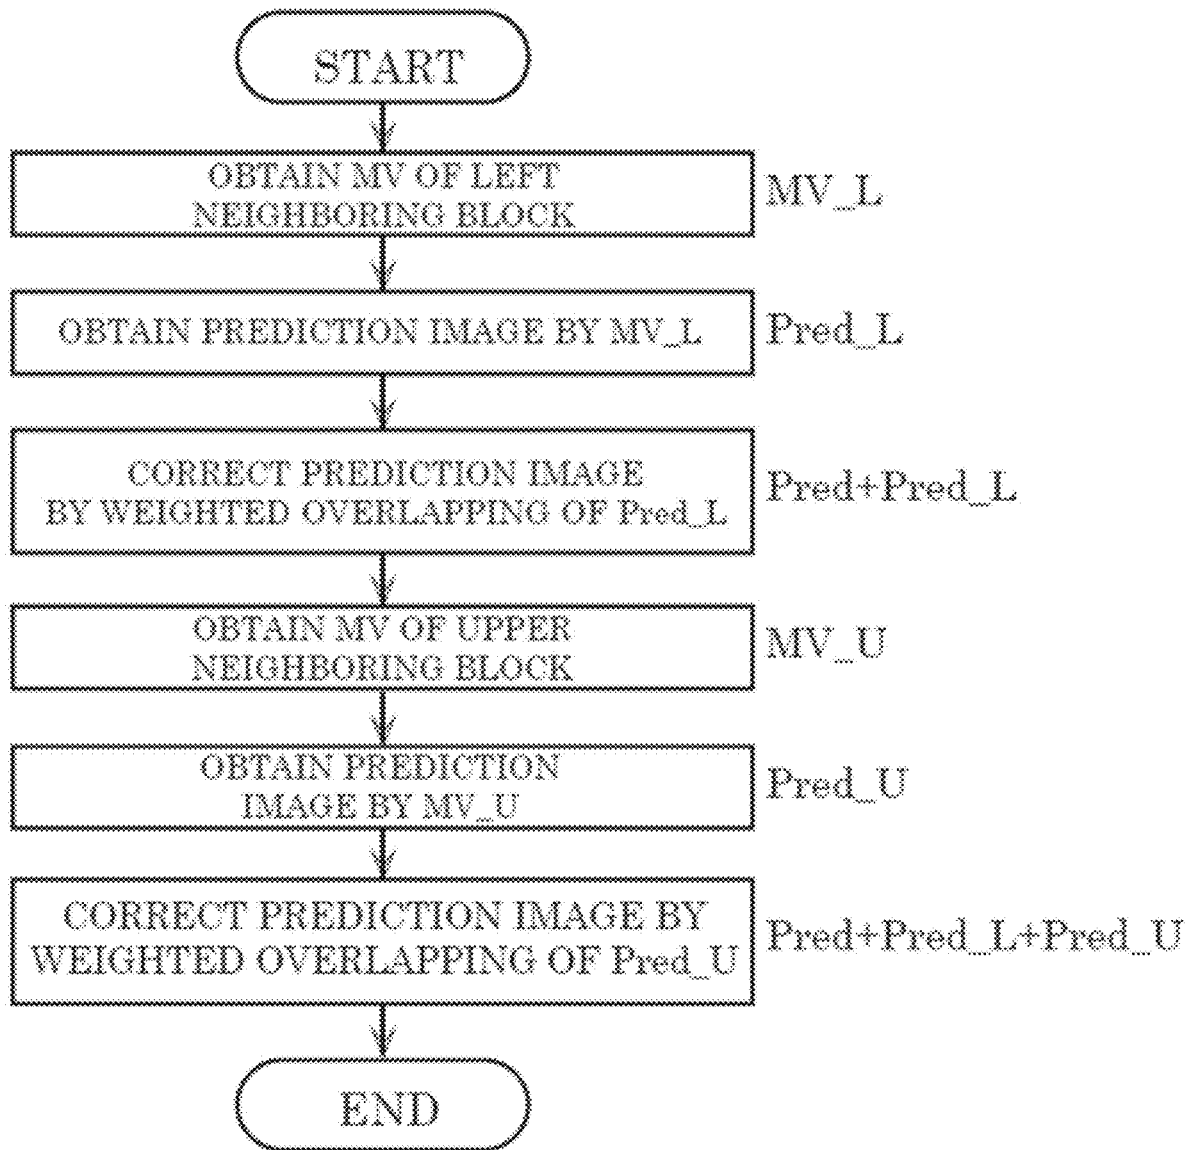 START
OBTAIN MV OF LEFT
NEIGHBORING BLOCK
MV_L
OBTAIN PREDICTION IMAGE BY MV_L
Pred_L
CORRECT PREDICTION IMAGE
BY WEIGHTED OVERLAPPING OF Pred_L
Pred+Pred_L
OBTAIN MV OF UPPER
NEIGHBORING BLOCK
MV_U
OBTAIN PREDICTION
IMAGE BY MV_U
Pred_U
CORRECT PREDICTION IMAGE BY
WEIGHTED OVERLAPPING OF Pred_U
Pred+Pred_L+Pred_U
END